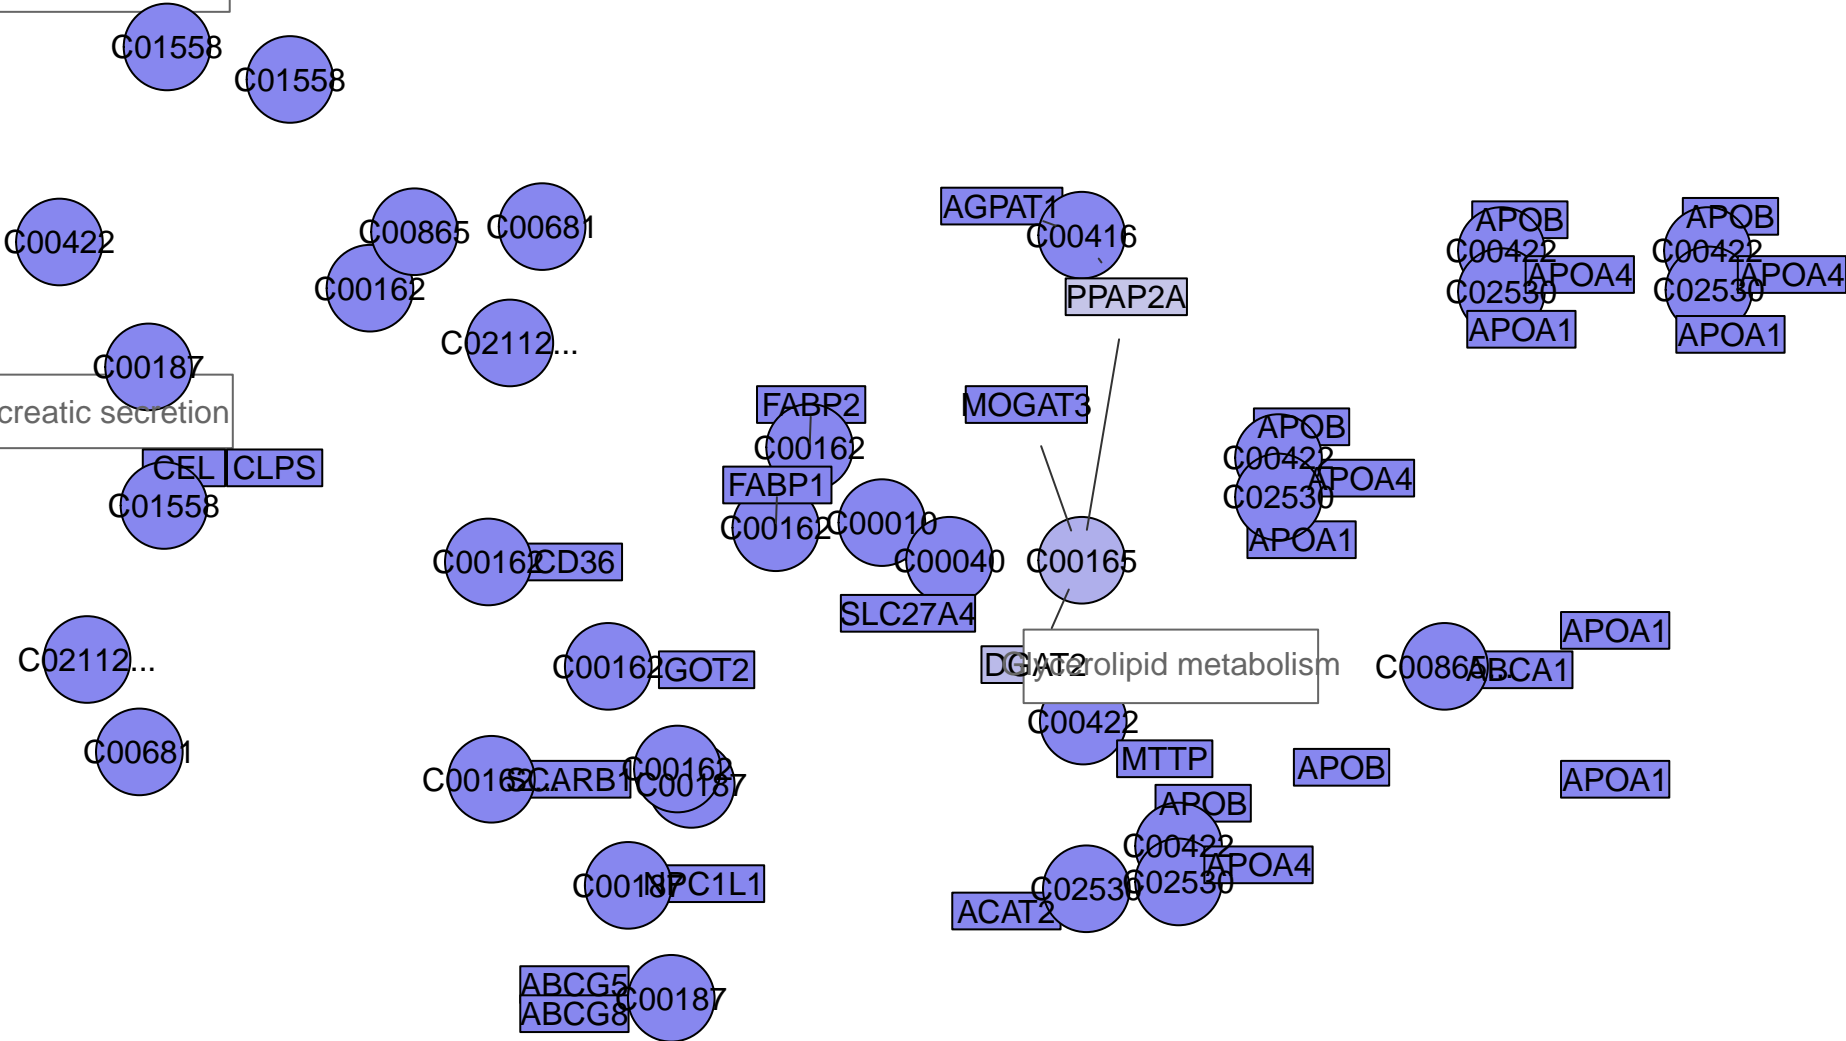 C01558
C01558
C00422
C00865
C00681
C00162
C02112...
AGPAT1
C00416
PPAP2A
APOB
C00422
APOA4
C02530
APOA1
APOB
C00422
APOA4
C02530
APOA1
C00187
creatic secretion
CEL
CLPS
C01558
FABP2
C00162
FABP1
C00162
C00010
C00040
SLC27A4
MOGAT3
C00165
APOB
C00422
APOA4
C02530
APOA1
C00162
CD36
C02112...
C00681
C00162
GOT2
DGAT2
Glycerolipid metabolism
C00422
MTTP
APOB
C00865...
ABCA1
APOA1
APOA1
C00162...
SCARB1
C00162
C00187
APOB
C00422
APOA4
C02530
C02530
ACAT2
C00187
NPC1L1
ABCG5
ABCG8
C00187